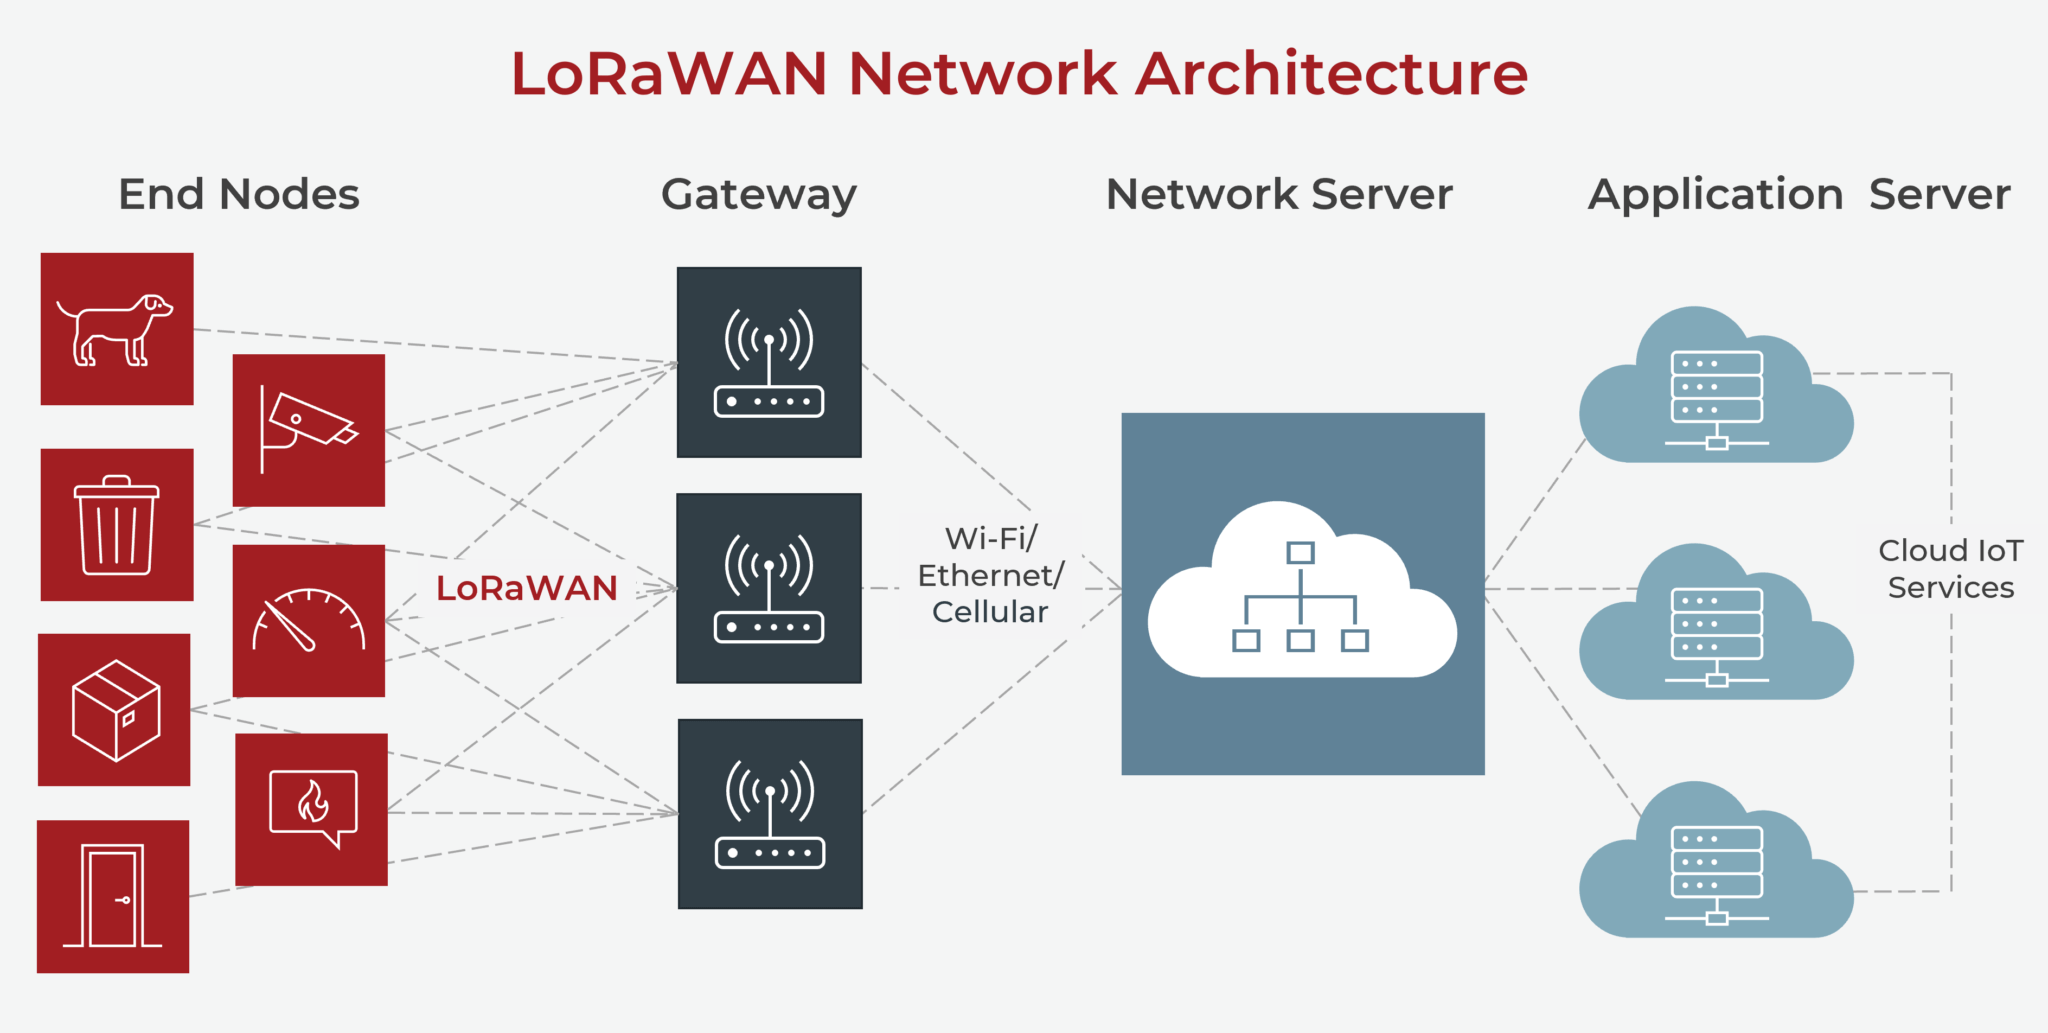 LoRaWAN Network Architecture
End Nodes
Gateway
Network Server
Application Server
LoRaWAN
Wi-Fi/
Ethernet/
Cellular
Cloud IoT
Services